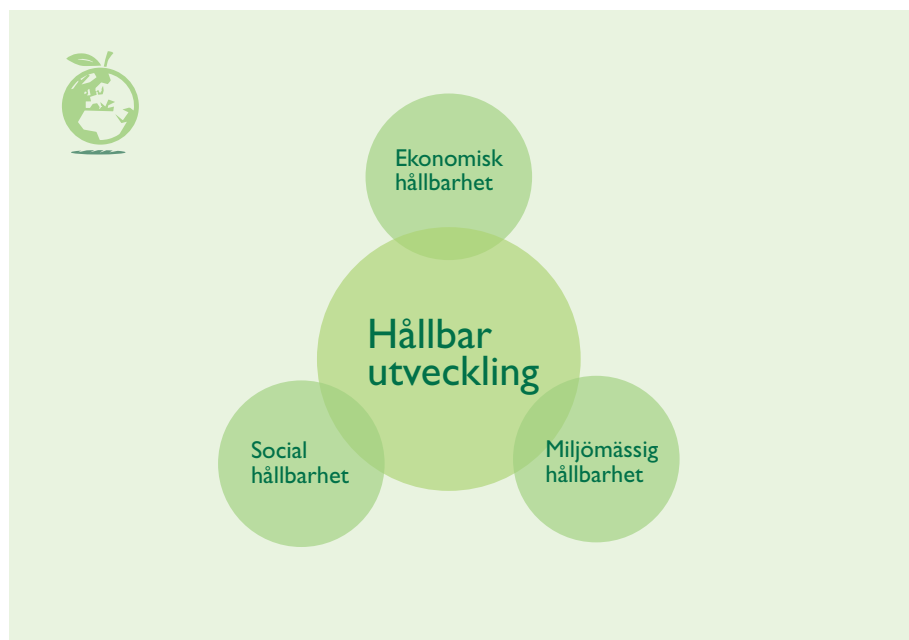 Ekonomisk
hållbarhet
Hållbar
utveckling
Social
hållbarhet
Miljömässig
hållbarhet